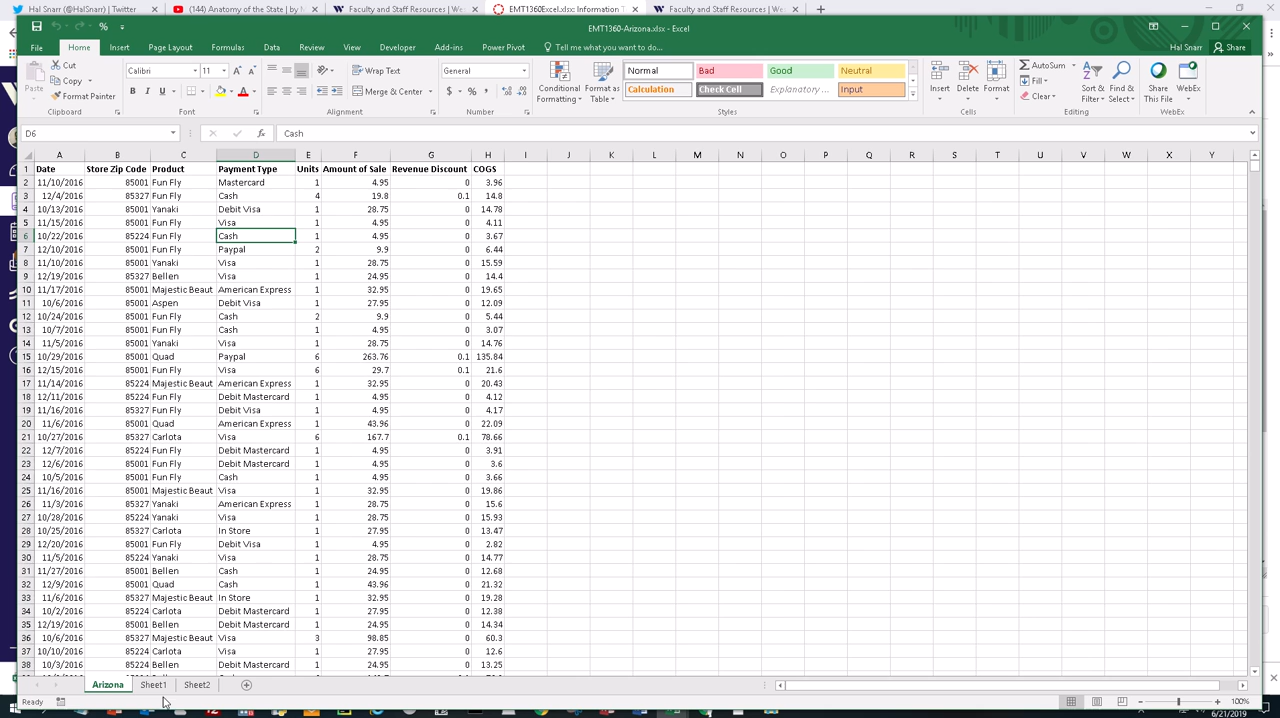 Hal Snarr (@HalSnarr) | Twitter × (144) Anatomy of the State | by M × Faculty and Staff Resources | Wes × EMT1360Excel.xlsx: Information T × Faculty and Staff Resources | Wes ×
EMT1360-Arizona.xlsx - Excel
File Home Insert Page Layout Formulas Data Review View Developer Add-ins Power Pivot Tell me what you want to do... Hal Snarr Share
Cut
Copy
Format Painter
Paste
Calibri 11
Wrap Text
Merge & Center
General
Conditional Formatting
Format as Table
Normal Bad Good Neutral
Calculation Check Cell Explanatory ... Input
Insert Delete Format
AutoSum
Fill
Clear
Sort & Filter
Find & Select
Share This File
WebEx
Clipboard Font Alignment Number Styles Cells Editing WebEx
D6 Cash
A B C D E F G H I J K L M N O P Q R S T U V W X Y
1 Date Store Zip Code Product Payment Type Units Amount of Sale Revenue Discount COGS
2 11/10/2016 85001 Fun Fly Mastercard 1 4.95 0 3.96
3 12/4/2016 85327 Fun Fly Cash 4 19.8 0.1 14.8
4 10/13/2016 85001 Yanaki Debit Visa 1 28.75 0 14.78
5 11/15/2016 85001 Fun Fly Visa 1 4.95 0 4.11
6 10/22/2016 85224 Fun Fly Cash 1 4.95 0 3.67
7 12/10/2016 85001 Fun Fly Paypal 2 9.9 0 6.44
8 11/10/2016 85001 Yanaki Visa 1 28.75 0 15.59
9 12/19/2016 85327 Bellen Visa 1 24.95 0 14.4
10 11/17/2016 85001 Majestic Beaut American Express 1 32.95 0 19.65
11 10/6/2016 85001 Aspen Debit Visa 1 27.95 0 12.09
12 10/24/2016 85001 Fun Fly Cash 2 9.9 0 5.44
13 10/7/2016 85001 Fun Fly Cash 1 4.95 0 3.07
14 11/5/2016 85001 Yanaki Visa 1 28.75 0 14.76
15 10/29/2016 85001 Quad Paypal 6 263.76 0.1 135.84
16 12/15/2016 85001 Fun Fly Visa 6 29.7 0.1 21.6
17 11/14/2016 85224 Majestic Beaut American Express 1 32.95 0 20.43
18 12/11/2016 85224 Fun Fly Debit Mastercard 1 4.95 0 4.12
19 11/16/2016 85327 Fun Fly Debit Visa 1 4.95 0 4.17
20 11/6/2016 85001 Quad American Express 1 43.96 0 22.09
21 10/27/2016 85327 Carlota Visa 6 167.7 0.1 78.66
22 12/7/2016 85224 Fun Fly Debit Mastercard 1 4.95 0 3.91
23 12/6/2016 85224 Fun Fly Debit Mastercard 1 4.95 0 3.6
24 10/5/2016 85001 Fun Fly Cash 1 4.95 0 3.66
25 11/16/2016 85001 Majestic Beaut Visa 1 32.95 0 19.86
26 11/3/2016 85327 Yanaki American Express 1 28.75 0 15.6
27 10/28/2016 85224 Yanaki Visa 1 28.75 0 15.93
28 10/25/2016 85327 Carlota In Store 1 27.95 0 13.47
29 12/20/2016 85001 Fun Fly Debit Visa 1 4.95 0 2.82
30 11/5/2016 85224 Yanaki Visa 1 28.75 0 14.77
31 11/27/2016 85001 Bellen Cash 1 24.95 0 12.68
32 12/9/2016 85001 Quad Cash 1 43.96 0 21.32
33 11/6/2016 85327 Majestic Beaut In Store 1 32.95 0 19.28
34 10/2/2016 85224 Carlota Debit Mastercard 1 27.95 0 12.38
35 12/19/2016 85001 Bellen Debit Mastercard 1 24.95 0 14.34
36 10/6/2016 85327 Majestic Beaut Visa 3 98.85 0 60.3
37 10/10/2016 85224 Carlota Visa 1 27.95 0 12.6
38 10/3/2016 85224 Bellen Debit Mastercard 1 24.95 0 13.25
Arizona Sheet1 Sheet2
Ready 100%
6/21/2019